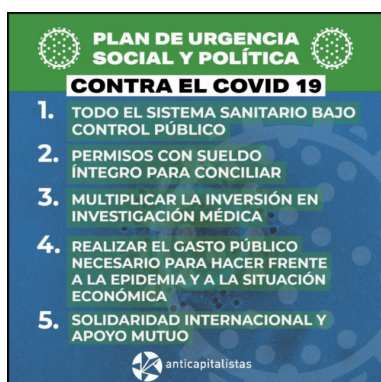 PLAN DE URGENCIA
SOCIAL Y POLÍTICA
CONTRA EL COVID 19
1. TODO EL SISTEMA SANITARIO BAJO
CONTROL PÚBLICO
2. PERMISOS CON SUELDO
ÍNTEGRO PARA CONCILIAR
3. MULTIPLICAR LA INVERSIÓN EN
INVESTIGACIÓN MÉDICA
4. REALIZAR EL GASTO PÚBLICO
NECESARIO PARA HACER FRENTE
A LA EPIDEMIA Y A LA SITUACIÓN
ECONÓMICA
5. SOLIDARIDAD INTERNACIONAL Y
APOYO MUTUO
anticapitalistas